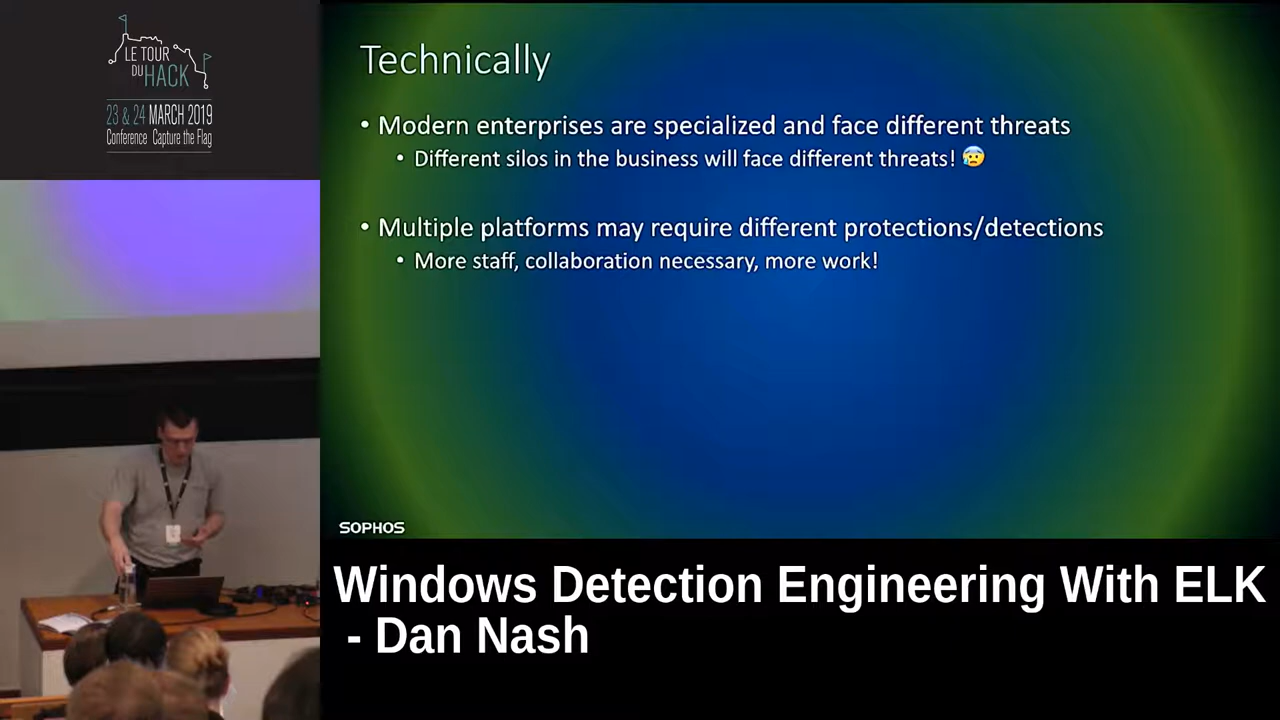 LE TOUR
DU HACK
23 & 24 MARCH 2019
Conference Capture the Flag
Technically
• Modern enterprises are specialized and face different threats
• Different silos in the business will face different threats! 😰
• Multiple platforms may require different protections/detections
• More staff, collaboration necessary, more work!
SOPHOS
Windows Detection Engineering With ELK
- Dan Nash